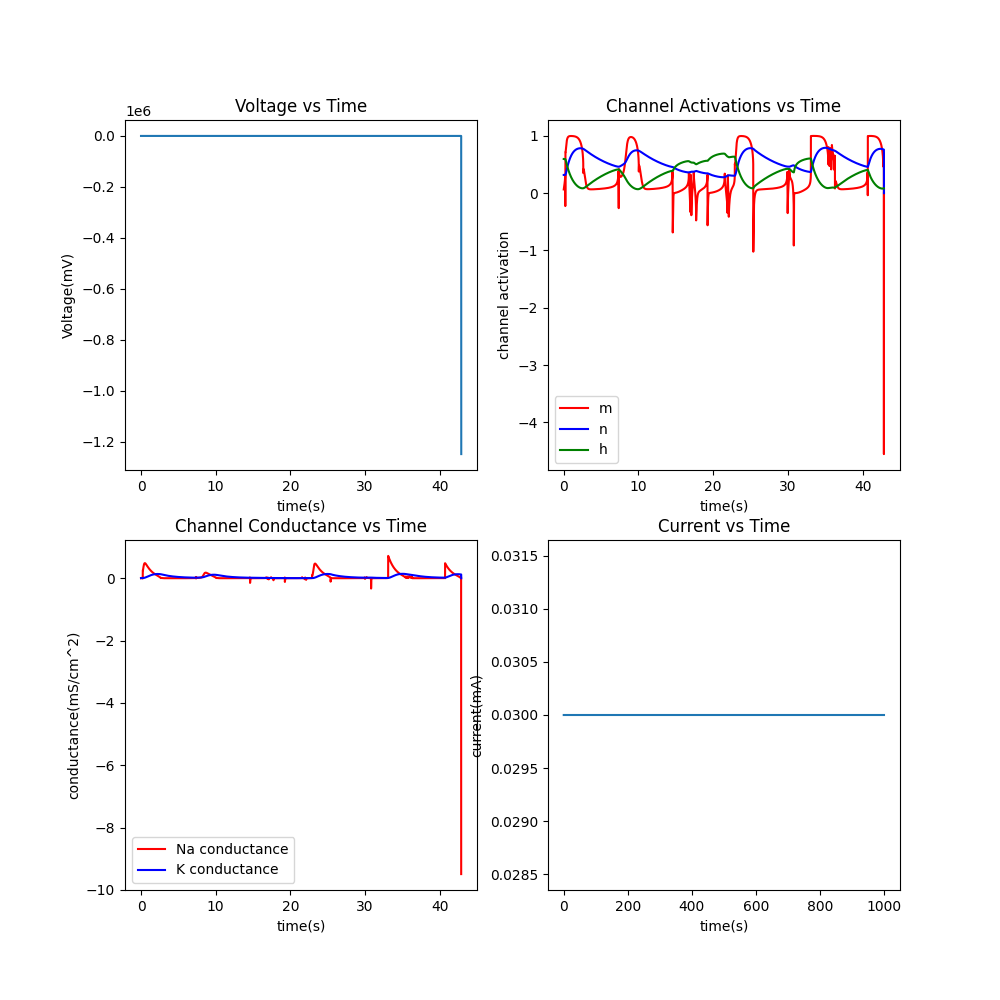 Voltage vs Time
1e6
0.0
−0.2
−0.4
−0.6
−0.8
−1.0
−1.2
Voltage(mV)
0 10 20 30 40
time(s)
Channel Activations vs Time
1
0
−1
−2
−3
−4
channel activation
m
n
h
0 10 20 30 40
time(s)
Channel Conductance vs Time
0
−2
−4
−6
−8
−10
conductance(mS/cm^2)
Na conductance
K conductance
0 10 20 30 40
time(s)
Current vs Time
0.0315
0.0310
0.0305
0.0300
0.0295
0.0290
0.0285
current(mA)
0 200 400 600 800 1000
time(s)